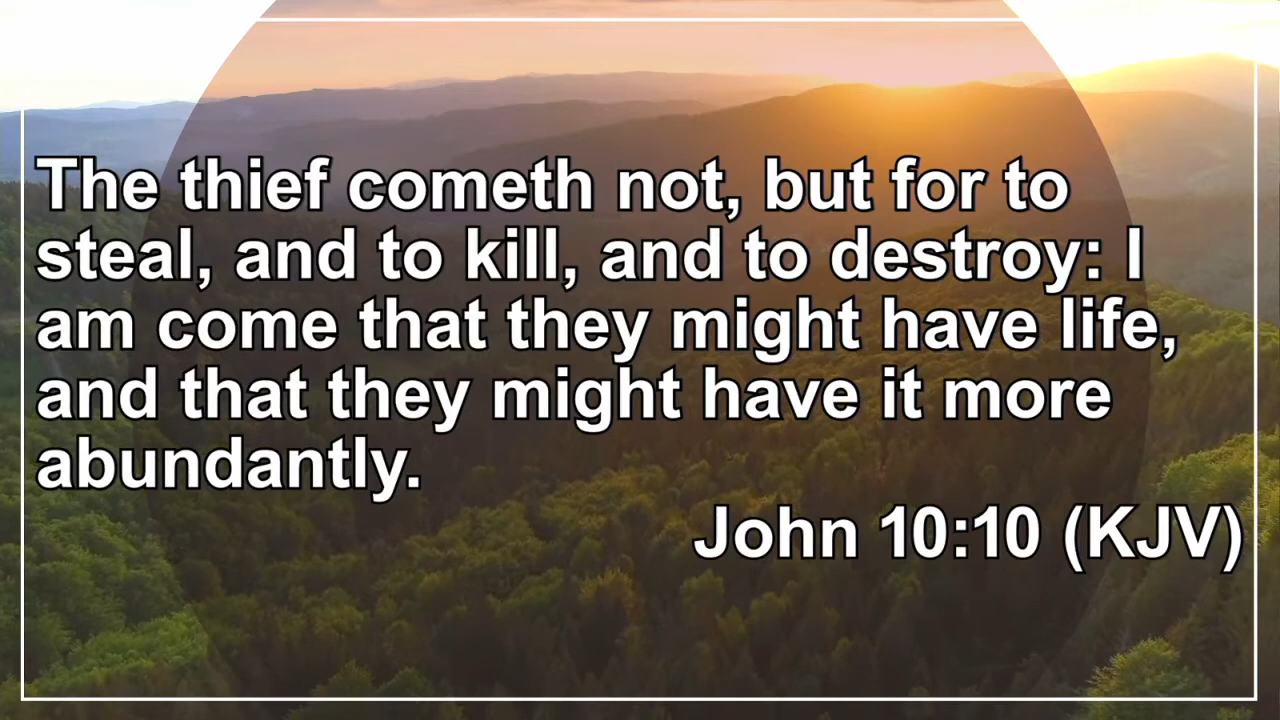 The thief cometh not, but for to
steal, and to kill, and to destroy: I
am come that they might have life,
and that they might have it more
abundantly.
John 10:10 (KJV)